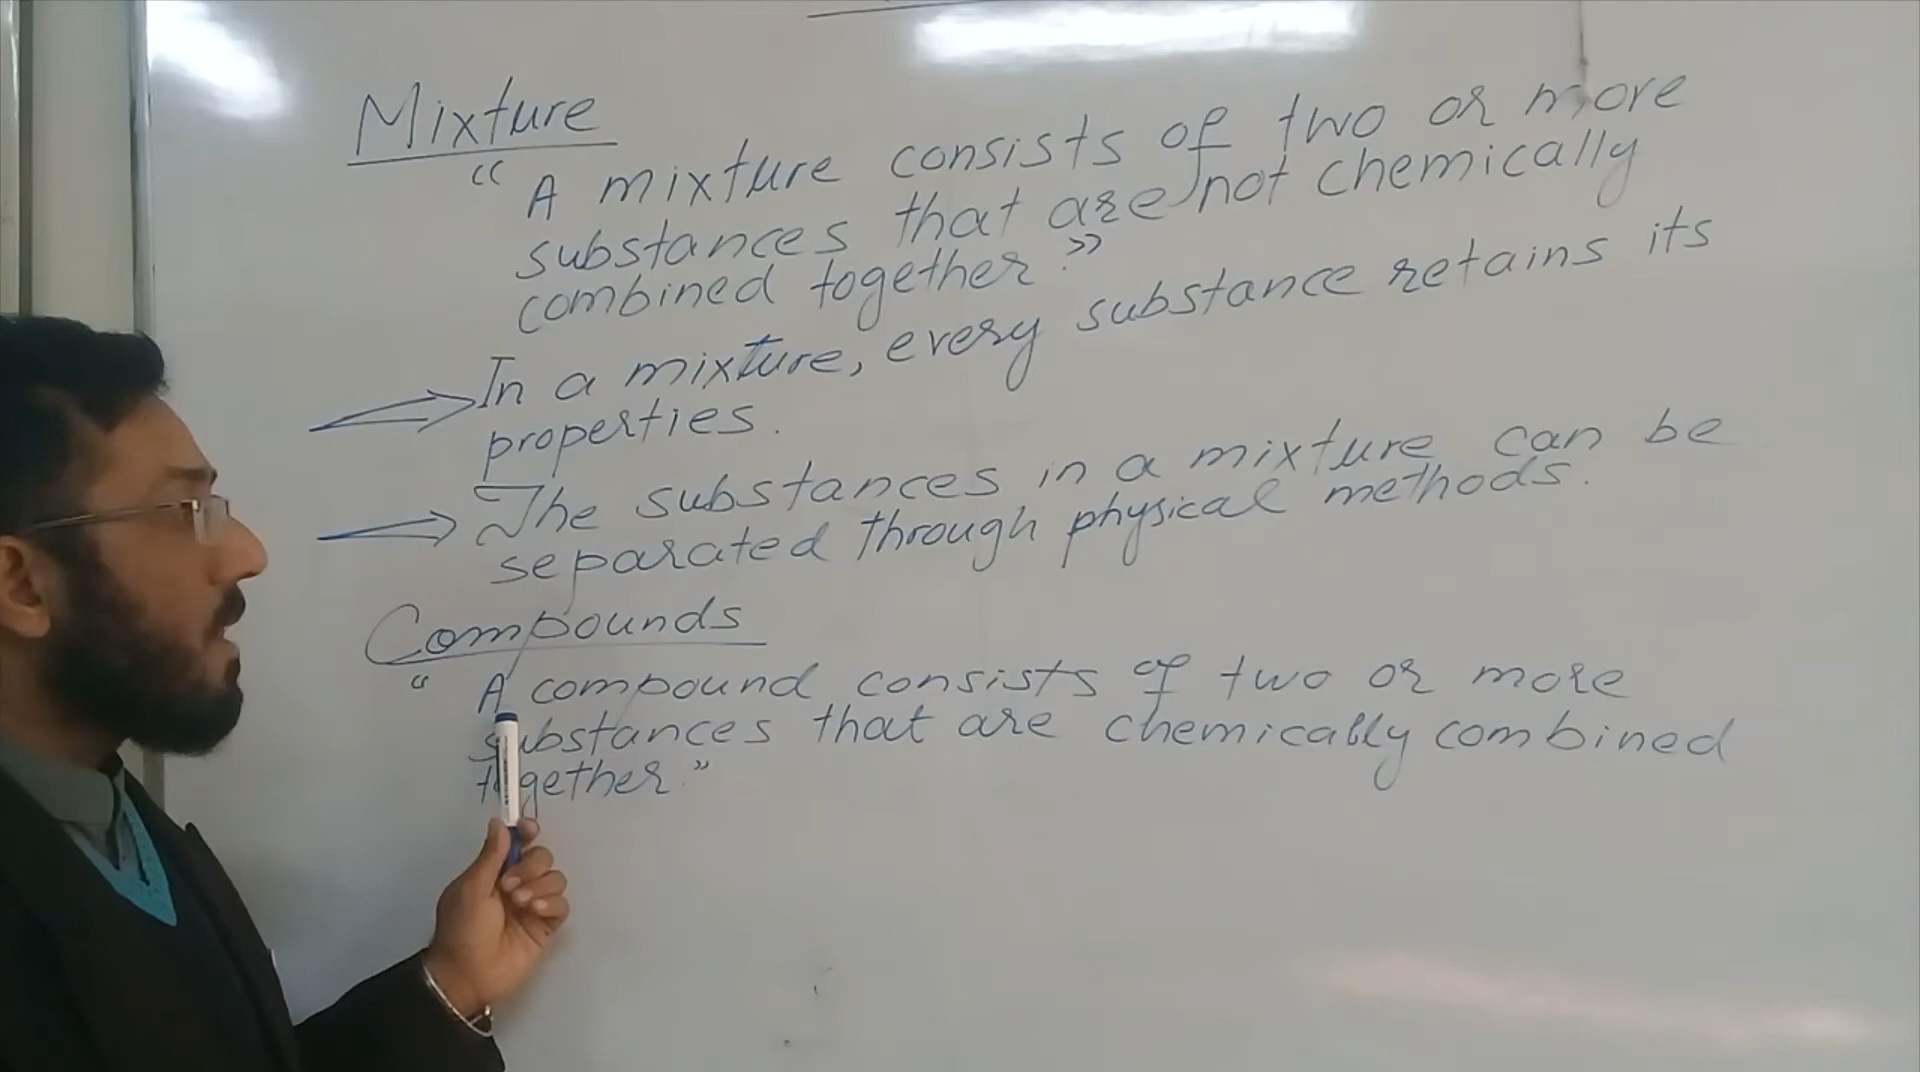 Mixture
“ A mixture consists of two or more
substances that are not chemically
combined together.”
In a mixture, every substance retains its
properties.
The substances in a mixture can be
separated through physical methods.
Compounds
“ A compound consists of two or more
substances that are chemically combined
together.”